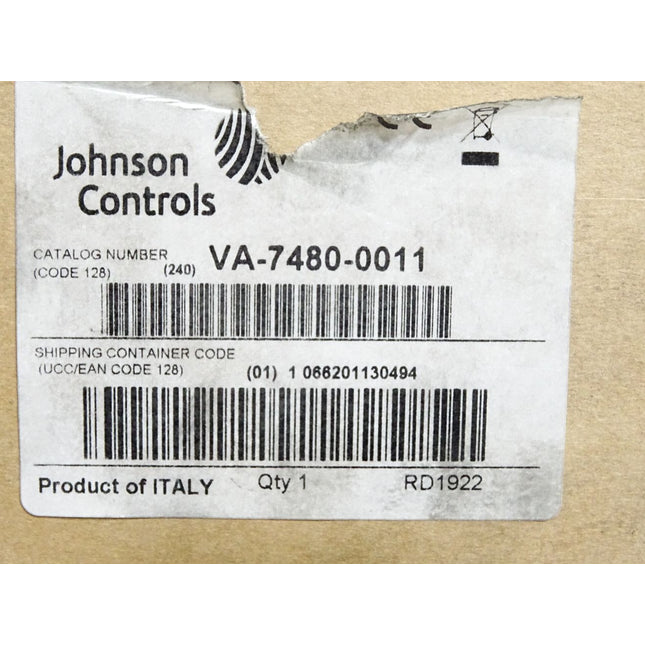 Johnson
Controls
CATALOG NUMBER
(CODE 128)
(240) VA-7480-0011
SHIPPING CONTAINER CODE
(UCC/EAN CODE 128)
(01) 1 066201130494
Product of ITALY Qty 1 RD1922